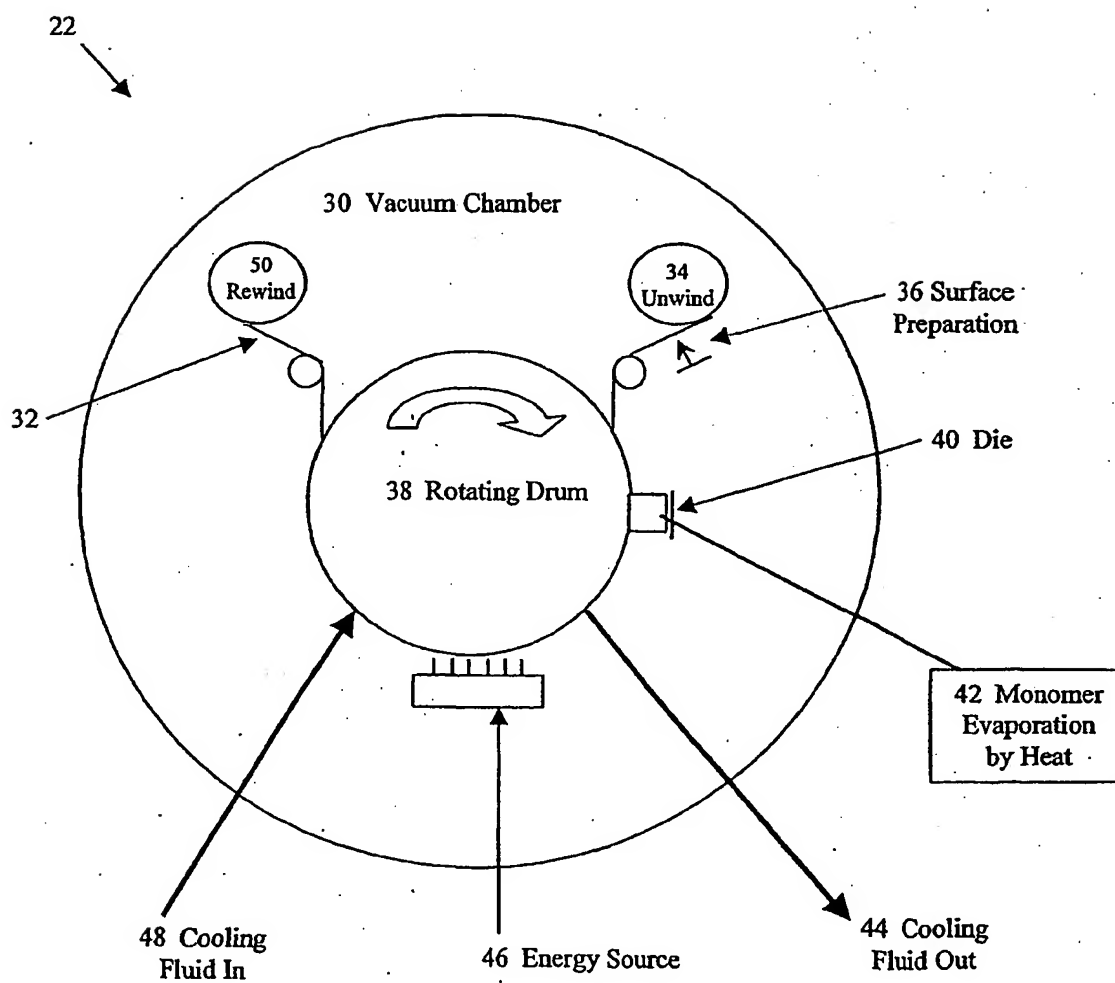 22
30 Vacuum Chamber
50
Rewind
34
Unwind
36 Surface
Preparation
32
40 Die
38 Rotating Drum
42 Monomer
Evaporation
by Heat
48 Cooling
Fluid In
46 Energy Source
44 Cooling
Fluid Out